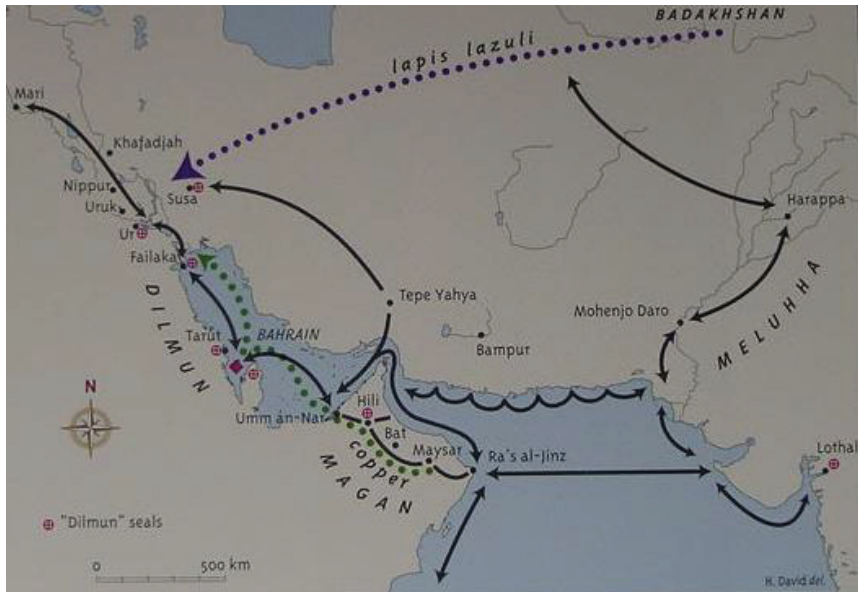 BADAKHSHAN
lapis lazuli
Mari
Khafadjah
Nippur
Susa
Uruk
Harappa
Ur
Failaka
Tepe Yahya
Mohenjo Daro
MELUHHA
DILMUN
Tarut
BAHRAIN
Bampur
N
Umm an-Nar
Hili
Bat
Maysar
Ra's al-Jinz
Lothal
copper
MAGAN
"Dilmun" seals
0 500 km
H. David del.